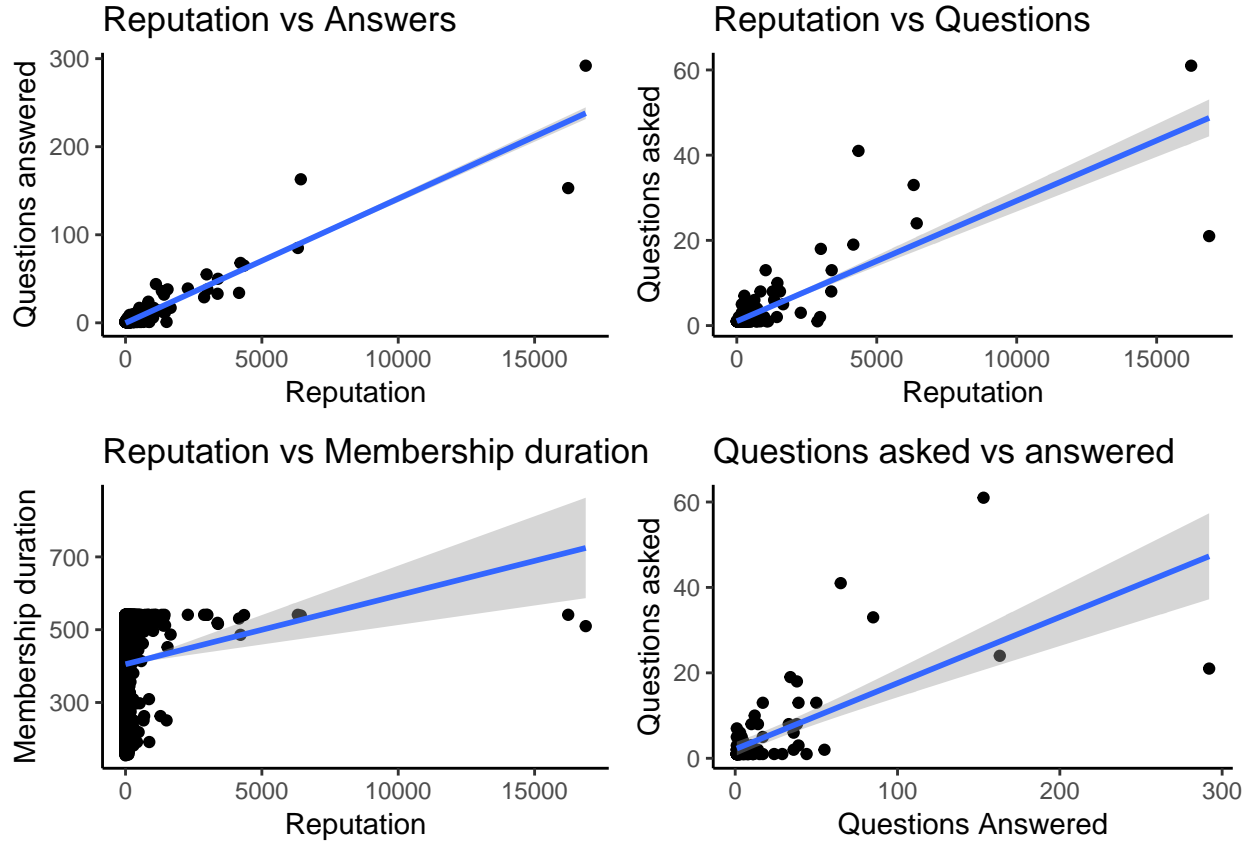 Reputation vs Answers
Questions answered
300
200
100
0
0 5000 10000 15000
Reputation
Reputation vs Questions
Questions asked
60
40
20
0
0 5000 10000 15000
Reputation
Reputation vs Membership duration
Membership duration
700
500
300
0 5000 10000 15000
Reputation
Questions asked vs answered
Questions asked
60
40
20
0
0 100 200 300
Questions Answered